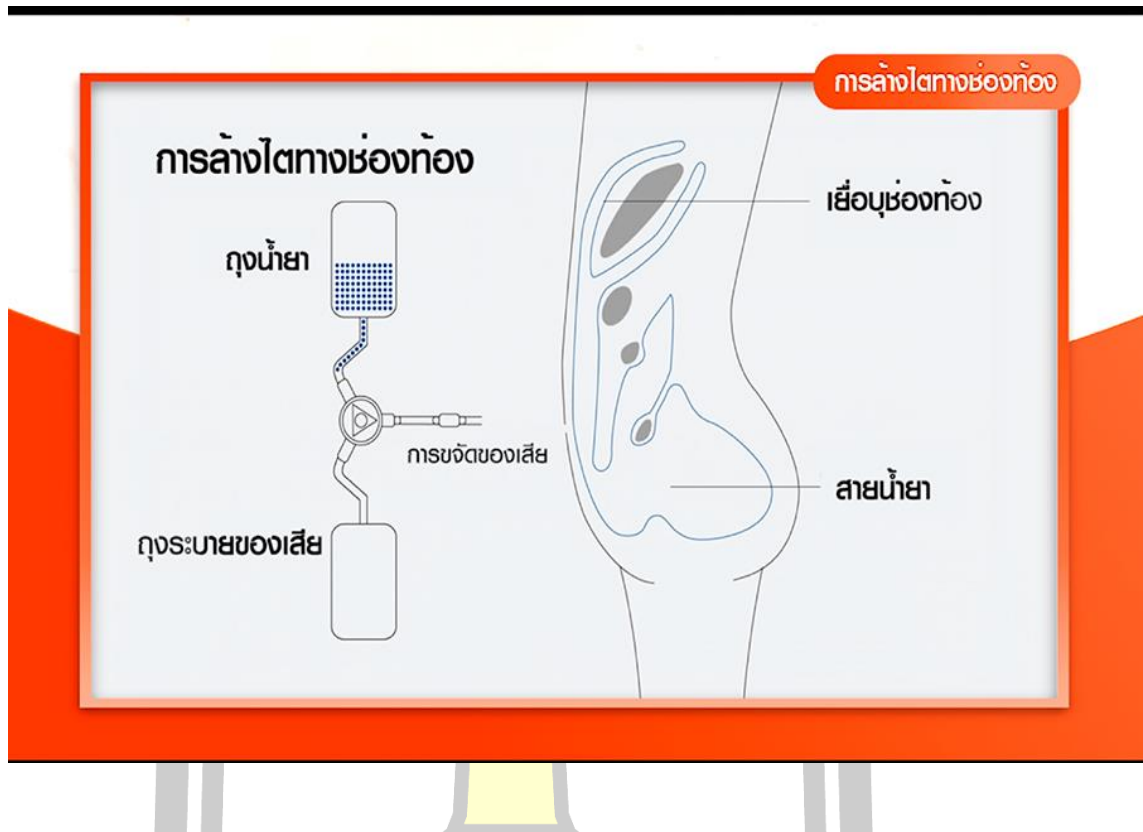 การล้างไตทางช่องท้อง
การล้างไตทางช่องท้อง
เยื่อบุช่องท้อง
ถุงน้ำยา
การขจัดของเสีย
สายน้ำยา
ถุงระบายของเสีย